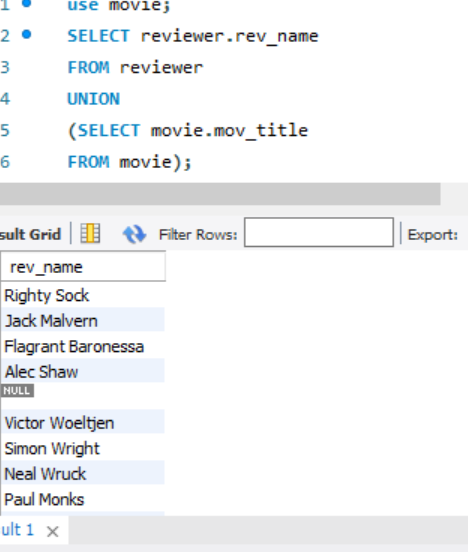 1 use movie;
2 SELECT reviewer.rev_name
3 FROM reviewer
4 UNION
5 (SELECT movie.mov_title
6 FROM movie);
sult Grid Filter Rows: Export:
rev_name
Righty Sock
Jack Malvern
Flagrant Baronessa
Alec Shaw
NULL
Victor Woeltjen
Simon Wright
Neal Wruck
Paul Monks
ult 1 ×